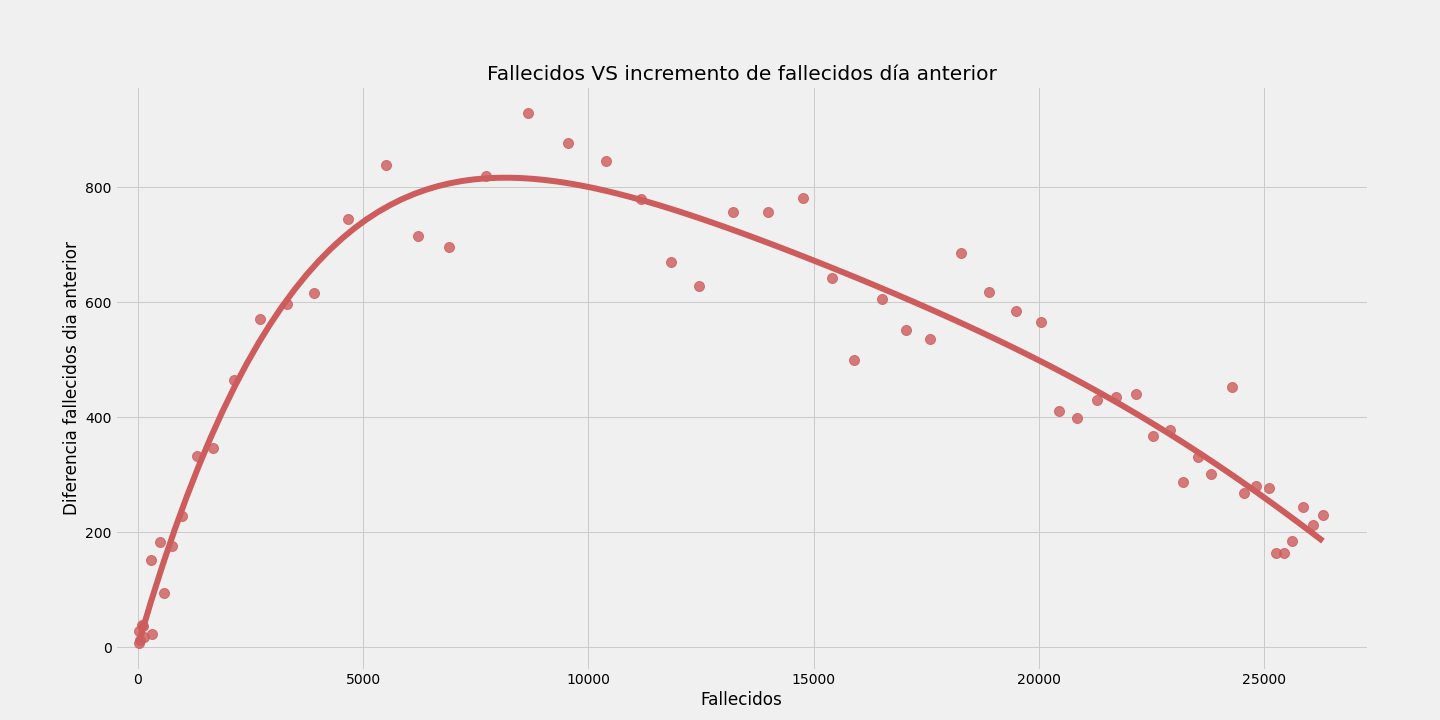 Fallecidos VS incremento de fallecidos día anterior
Diferencia fallecidos dia anterior
800
600
400
200
0
0 5000 10000 15000 20000 25000
Fallecidos